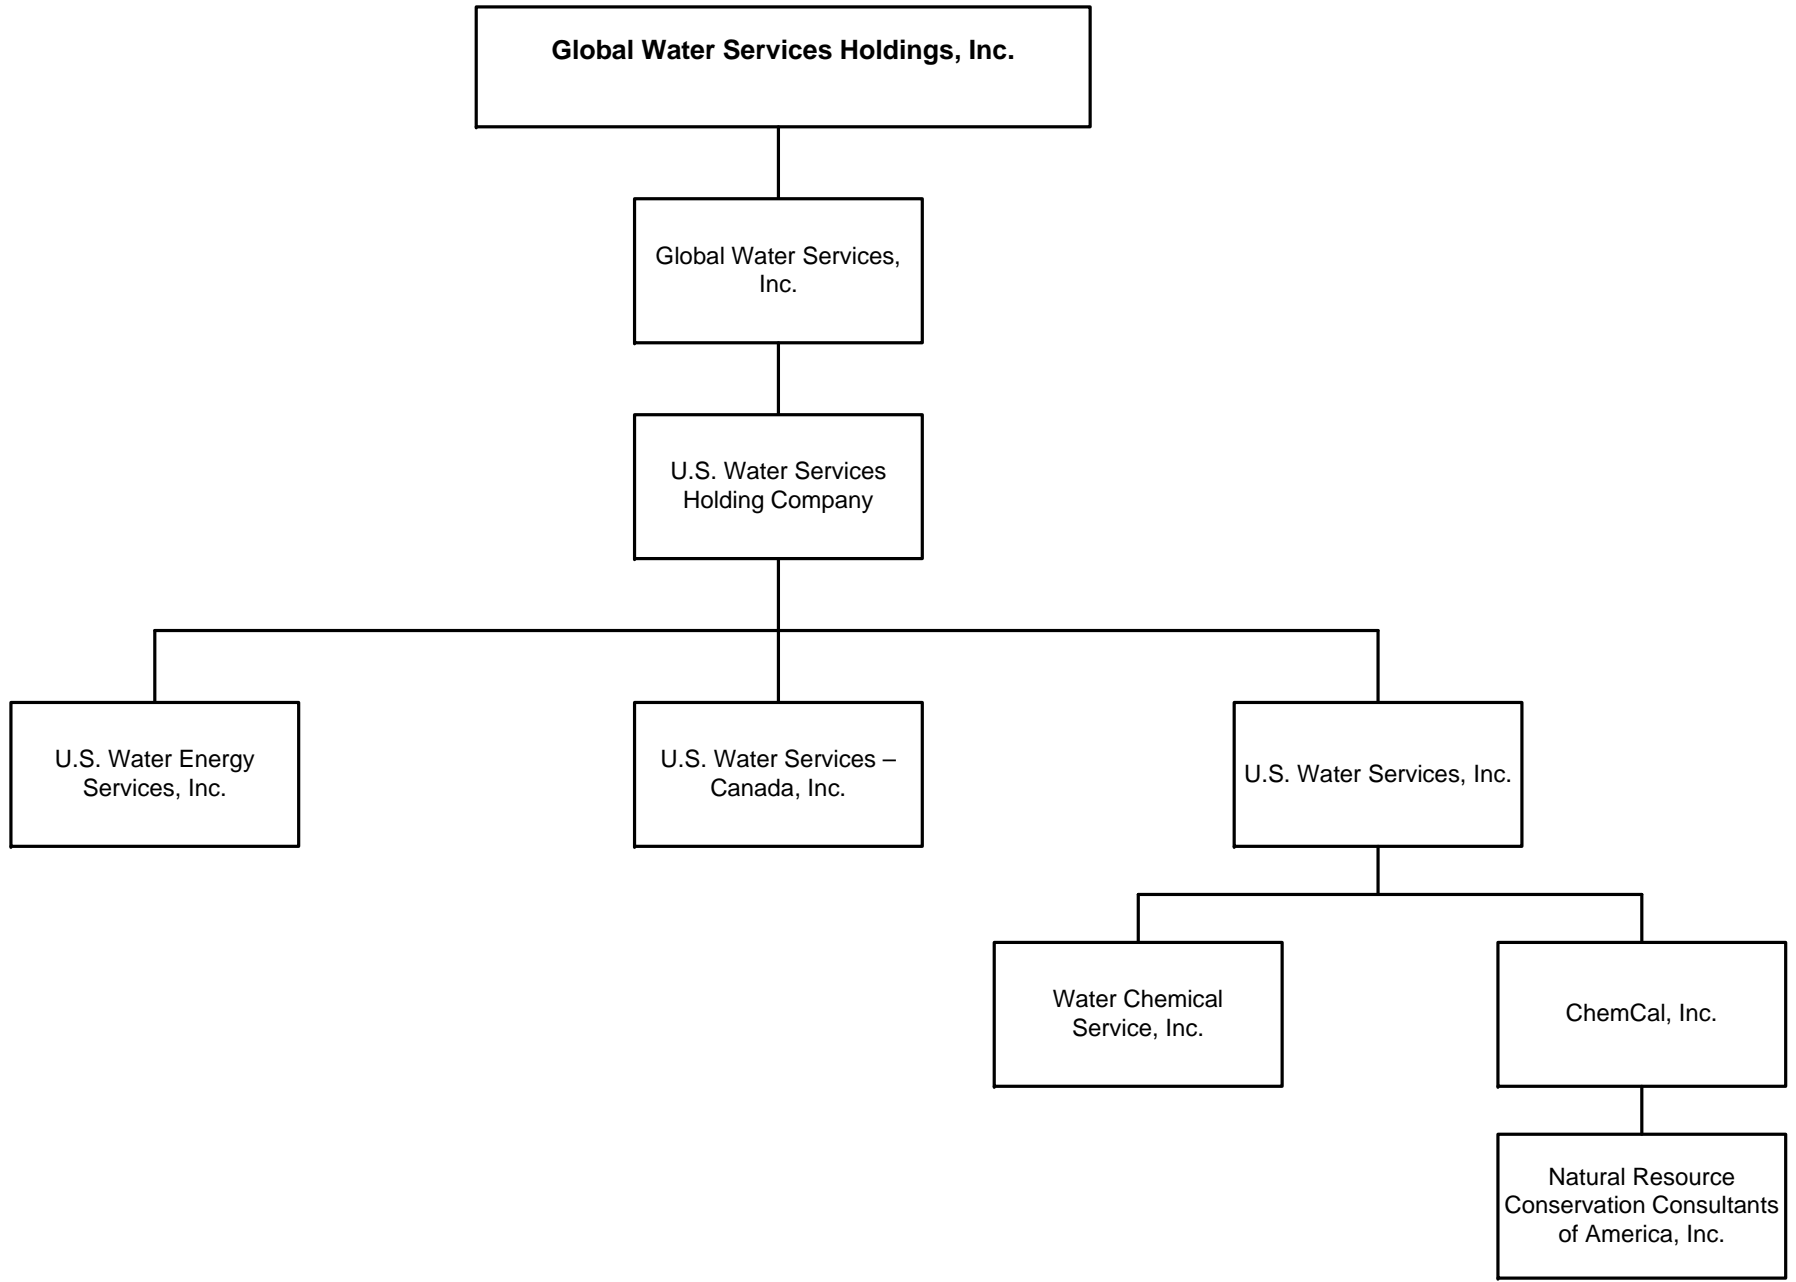 Global Water Services Holdings, Inc.
Global Water Services,
Inc.
U.S. Water Services
Holding Company
U.S. Water Energy
Services, Inc.
U.S. Water Services –
Canada, Inc.
U.S. Water Services, Inc.
Water Chemical
Service, Inc.
ChemCal, Inc.
Natural Resource
Conservation Consultants
of America, Inc.